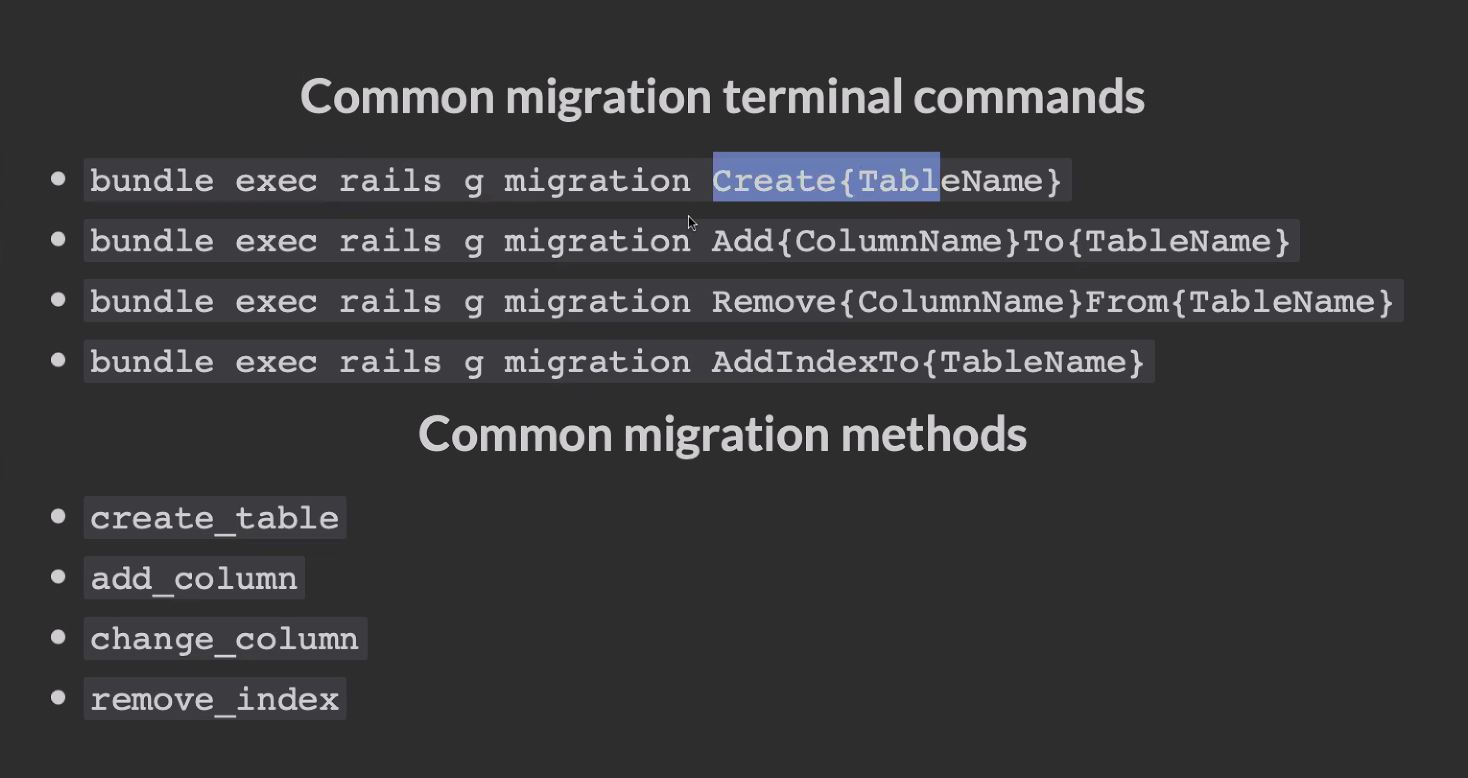 Common migration terminal commands
bundle exec rails g migration Create{TableName}
bundle exec rails g migration Add{ColumnName}To{TableName}
bundle exec rails g migration Remove{ColumnName}From{TableName}
bundle exec rails g migration AddIndexTo{TableName}
Common migration methods
create_table
add_column
change_column
remove_index